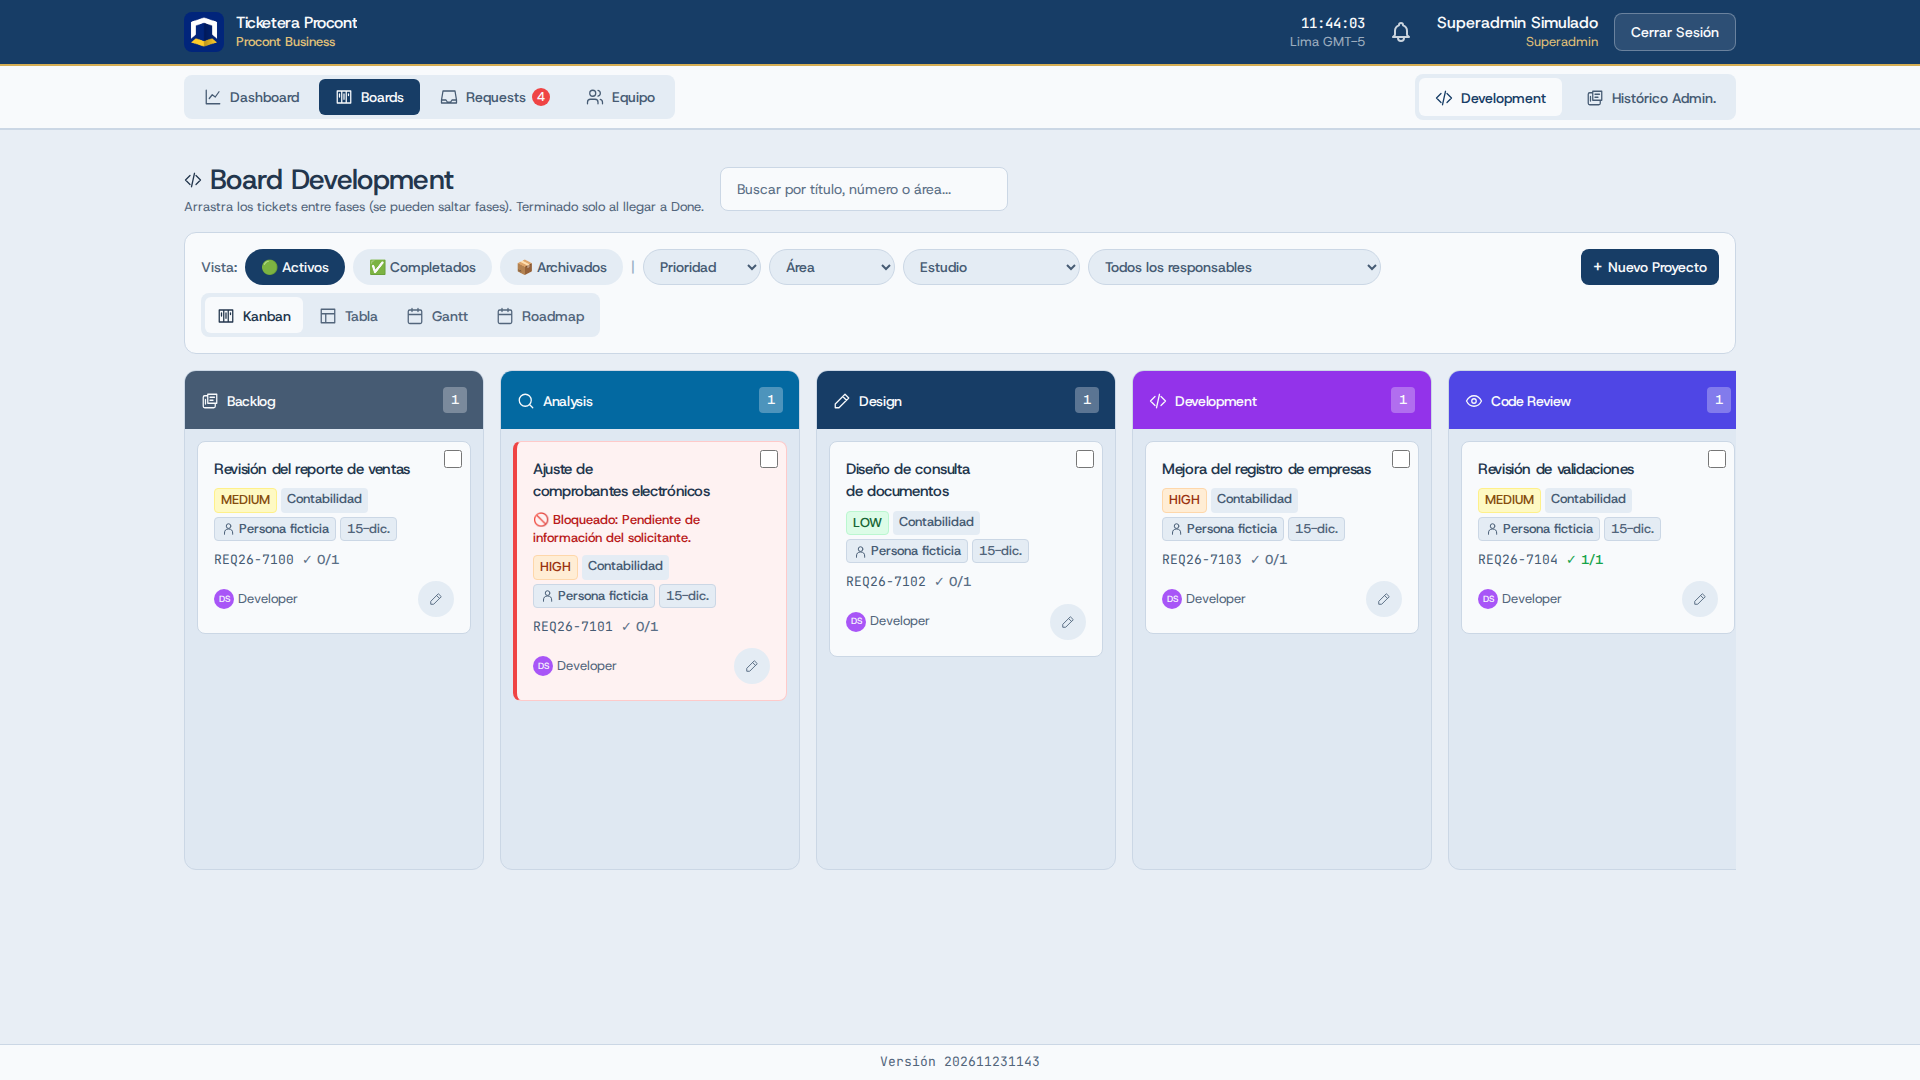 Ticketera Procont
Procont Business
11:44:03
Lima GMT-5
Superadmin Simulado
Superadmin
Cerrar Sesión
Dashboard
Boards
Requests 4
Equipo
Development
Histórico Admin.
Board Development
Arrastra los tickets entre fases (se pueden saltar fases). Terminado solo al llegar a Done.
Buscar por título, número o área...
Vista:
Activos
Completados
Archivados
|
Prioridad
Área
Estudio
Todos los responsables
+ Nuevo Proyecto
Kanban
Tabla
Gantt
Roadmap
Backlog 1
Revisión del reporte de ventas
MEDIUM Contabilidad
Persona ficticia 15-dic.
REQ26-7100 ✓ 0/1
DS Developer
Analysis 1
Ajuste de
comprobantes electrónicos
Bloqueado: Pendiente de
información del solicitante.
HIGH Contabilidad
Persona ficticia 15-dic.
REQ26-7101 ✓ 0/1
DS Developer
Design 1
Diseño de consulta
de documentos
LOW Contabilidad
Persona ficticia 15-dic.
REQ26-7102 ✓ 0/1
DS Developer
Development 1
Mejora del registro de empresas
HIGH Contabilidad
Persona ficticia 15-dic.
REQ26-7103 ✓ 0/1
DS Developer
Code Review 1
Revisión de validaciones
MEDIUM Contabilidad
Persona ficticia 15-dic.
REQ26-7104 ✓ 1/1
DS Developer
Versión 202611231143